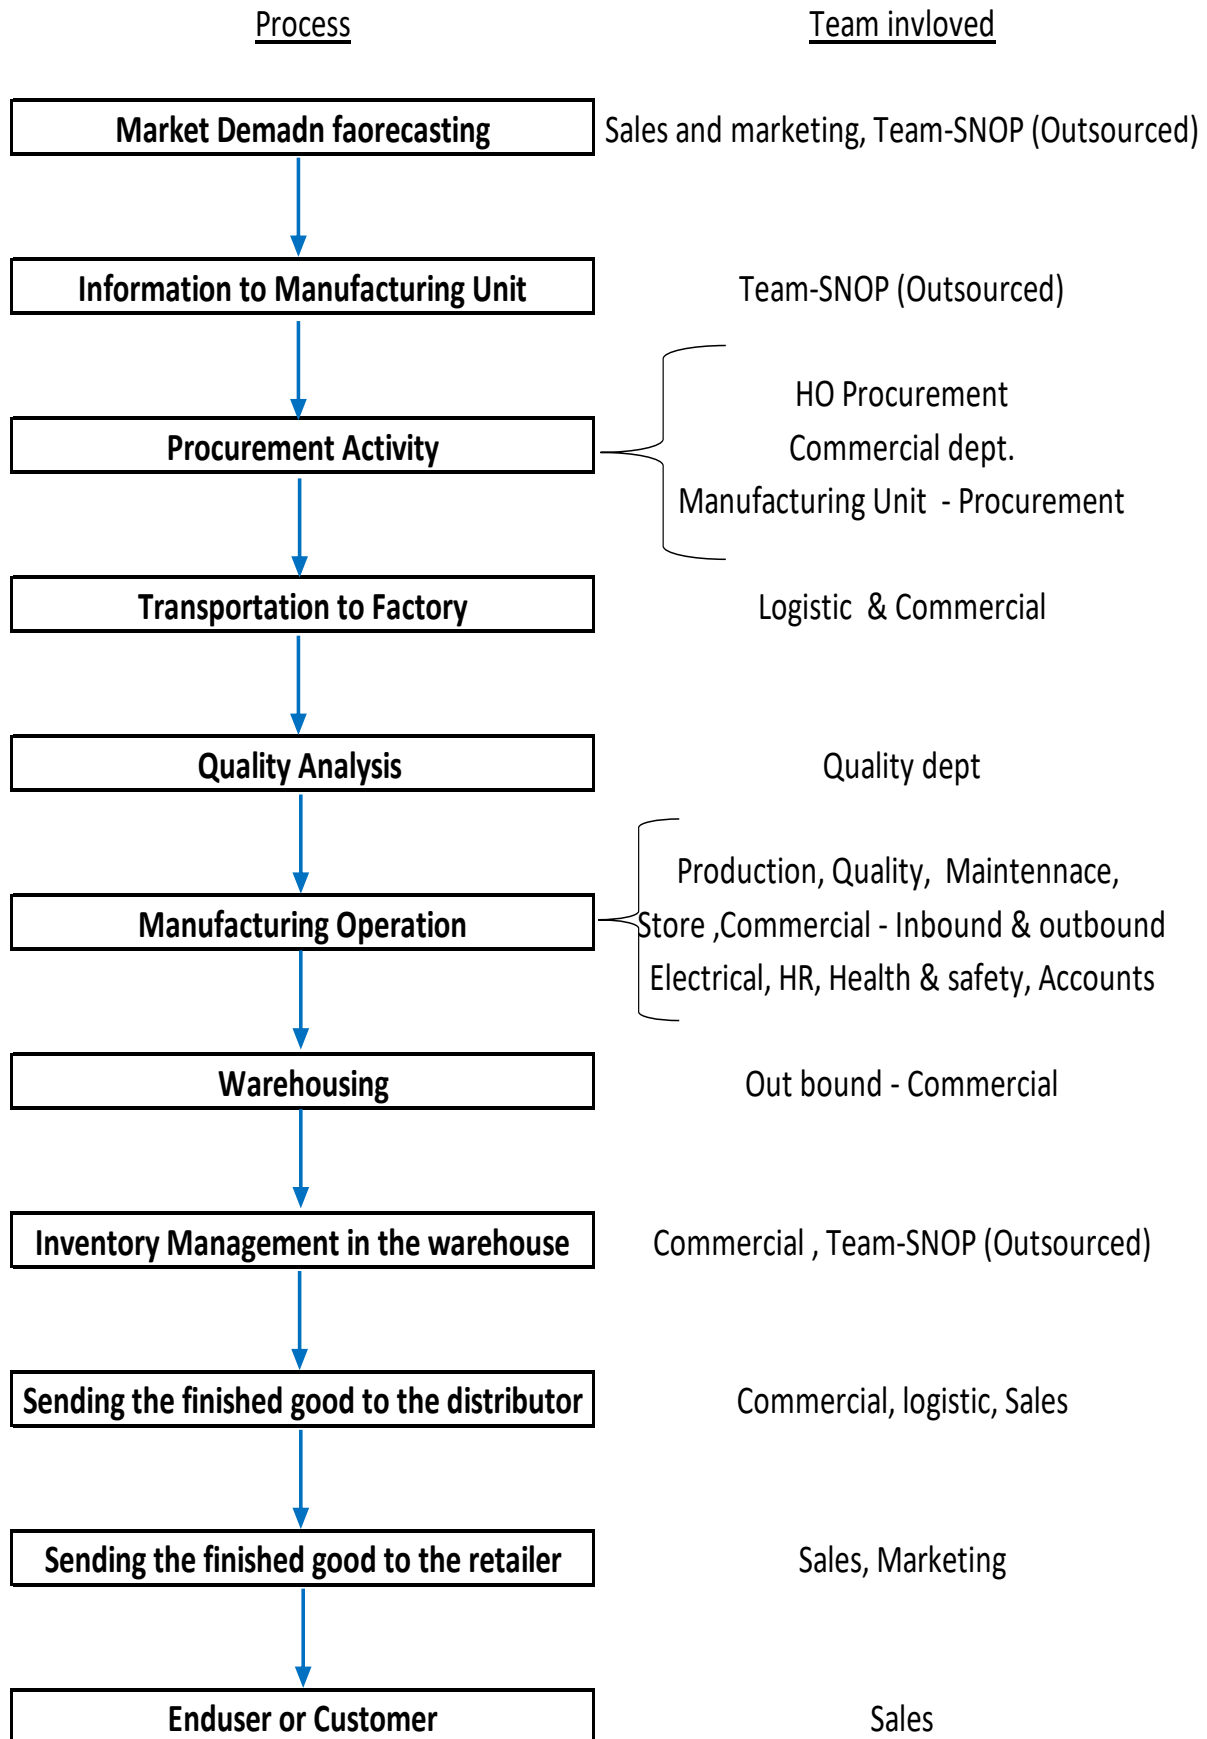 Process
Team invloved
Market Demadn faorecasting
Sales and marketing, Team-SNOP (Outsourced)
Information to Manufacturing Unit
Team-SNOP (Outsourced)
Procurement Activity
HO Procurement
Commercial dept.
Manufacturing Unit - Procurement
Transportation to Factory
Logistic & Commercial
Quality Analysis
Quality dept
Manufacturing Operation
Production, Quality, Maintennace,
Store ,Commercial - Inbound & outbound
Electrical, HR, Health & safety, Accounts
Warehousing
Out bound - Commercial
Inventory Management in the warehouse
Commercial , Team-SNOP (Outsourced)
Sending the finished good to the distributor
Commercial, logistic, Sales
Sending the finished good to the retailer
Sales, Marketing
Enduser or Customer
Sales